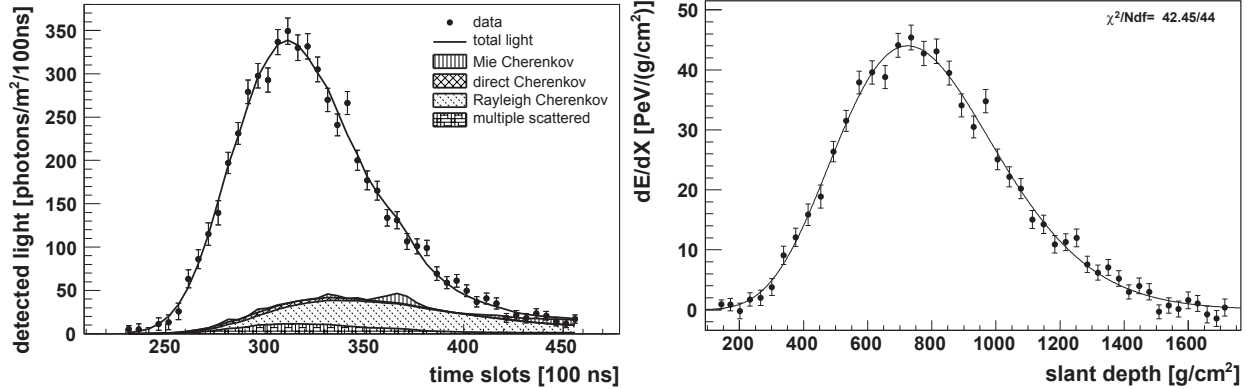 detected light [photons/m²/100ns]
350
300
250
200
150
100
50
0
data
total light
Mie Cherenkov
direct Cherenkov
Rayleigh Cherenkov
multiple scattered
250 300 350 400 450
time slots [100 ns]
dE/dX [PeV/(g/cm²)]
50
40
30
20
10
0
χ²/Ndf= 42.45/44
200 400 600 800 1000 1200 1400 1600
slant depth [g/cm²]